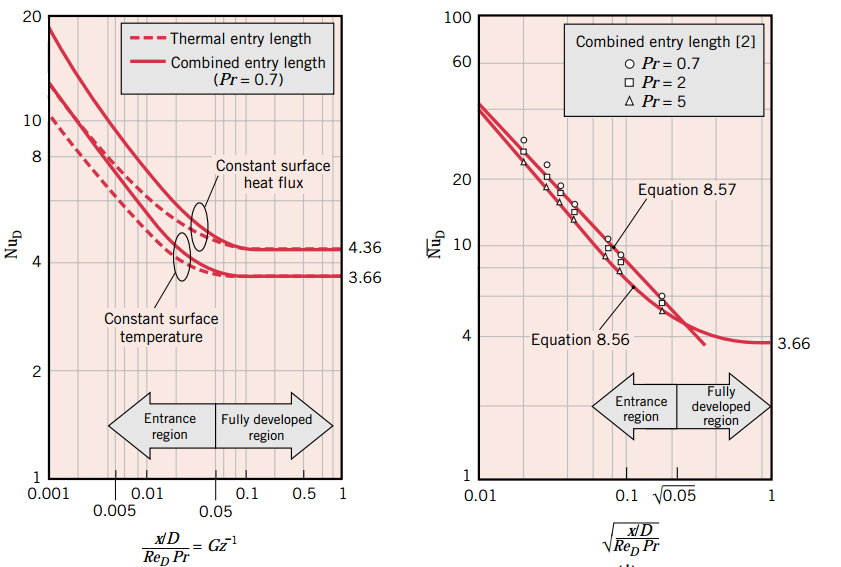 20
10
8
4
2
1
Nu_D
Thermal entry length
Combined entry length
(Pr = 0.7)
Constant surface
heat flux
4.36
3.66
Constant surface
temperature
Entrance
region
Fully developed
region
0.001
0.005
0.01
0.05
0.1
0.5
1
x/D
Re_D Pr
= Gz^-1
100
60
20
10
4
1
N̅u̅_D
Combined entry length [2]
Pr = 0.7
Pr = 2
Pr = 5
Equation 8.57
Equation 8.56
3.66
Entrance
region
Fully
developed
region
0.01
0.1
√0.05
1
√
x/D
Re_D Pr